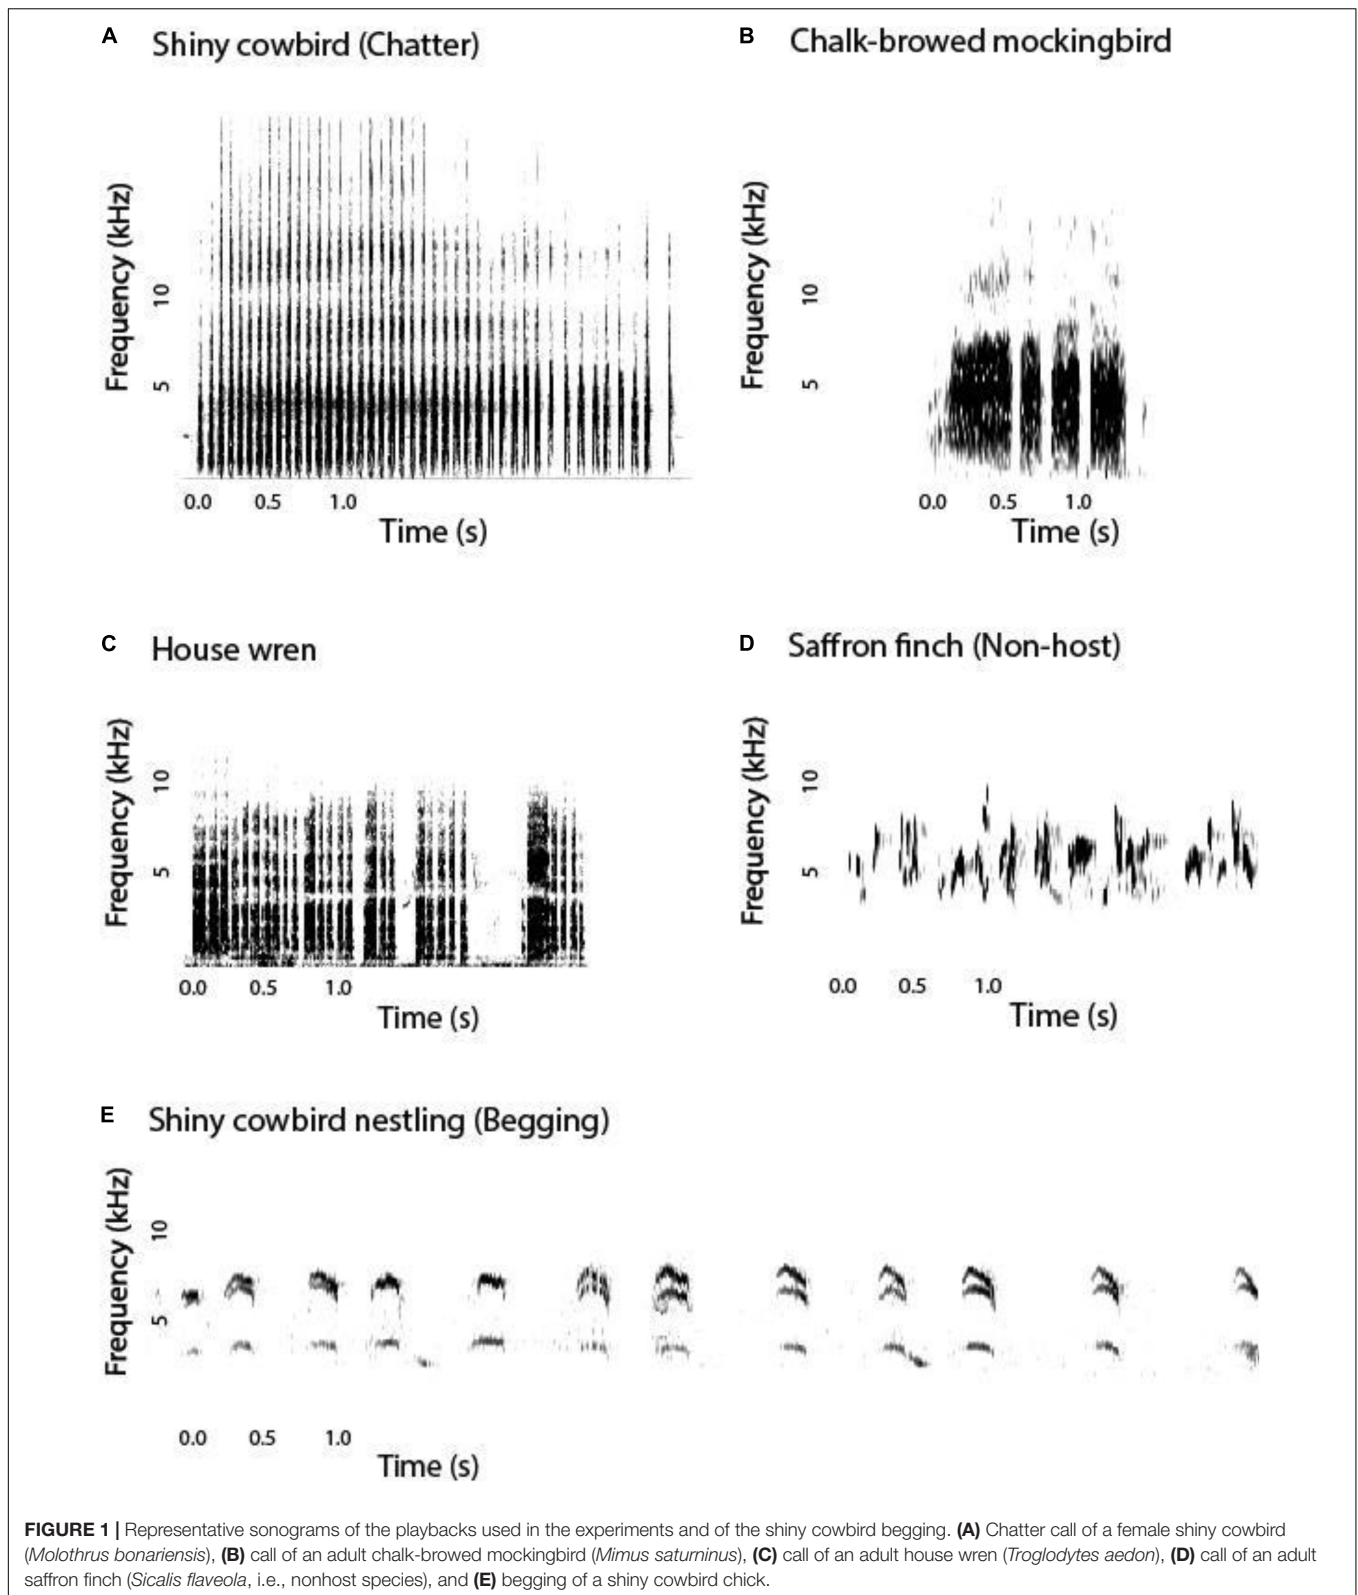 A Shiny cowbird (Chatter)
Frequency (kHz)
10
5
0.0 0.5 1.0
Time (s)
B Chalk-browed mockingbird
Frequency (kHz)
10
5
0.0 0.5 1.0
Time (s)
C House wren
Frequency (kHz)
10
5
0.0 0.5 1.0
Time (s)
D Saffron finch (Non-host)
Frequency (kHz)
10
5
0.0 0.5 1.0
Time (s)
E Shiny cowbird nestling (Begging)
Frequency (kHz)
10
5
0.0 0.5 1.0
Time (s)
FIGURE 1 | Representative sonograms of the playbacks used in the experiments and of the shiny cowbird begging. (A) Chatter call of a female shiny cowbird
(Molothrus bonariensis), (B) call of an adult chalk-browed mockingbird (Mimus saturninus), (C) call of an adult house wren (Troglodytes aedon), (D) call of an adult
saffron finch (Sicalis flaveola, i.e., nonhost species), and (E) begging of a shiny cowbird chick.